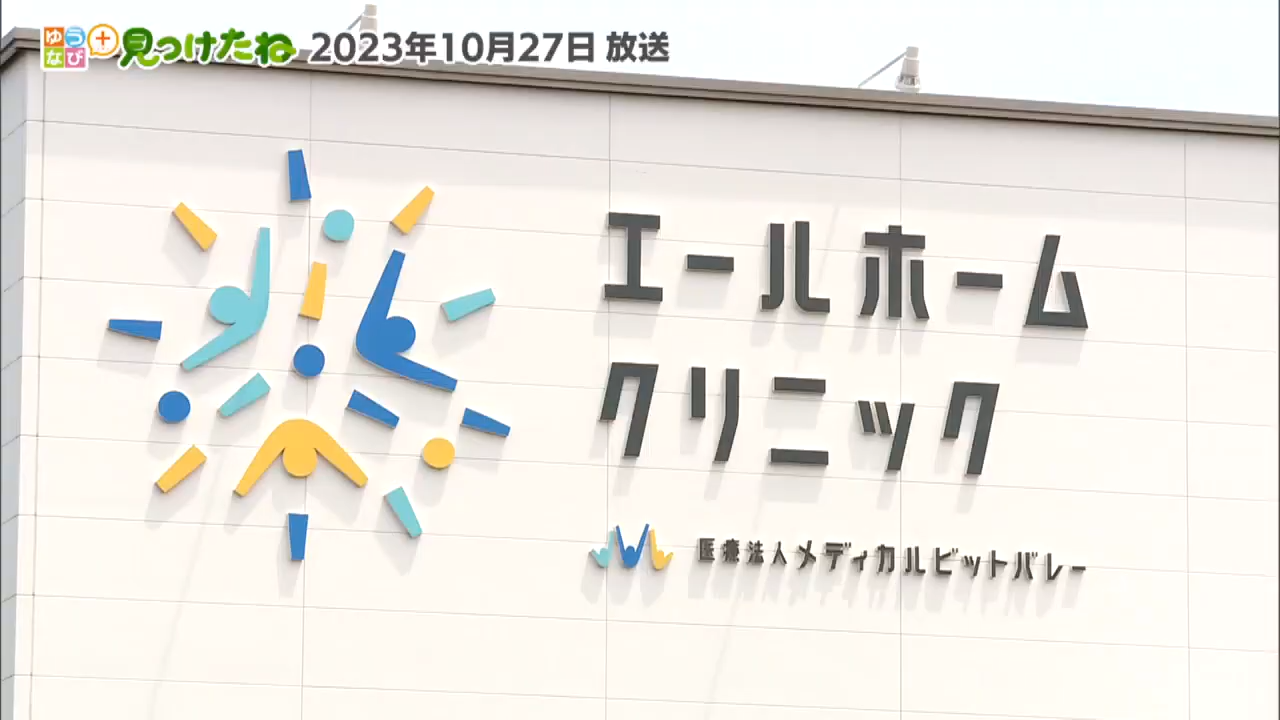 ゆうなび+ 見つけたね 2023年10月27日 放送
エールホーム
クリニック
医療法人メディカルビットバレー